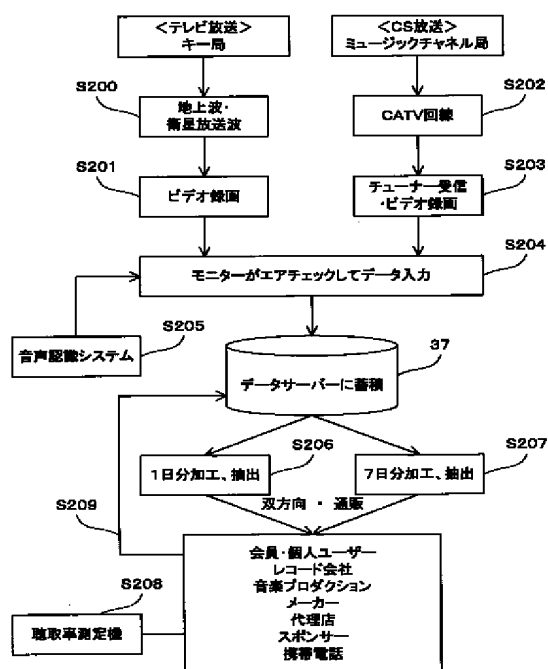 ＜テレビ放送＞
キー局
＜CS放送＞
ミュージックチャネル局
S200
地上波・
衛星放送波
S202
CATV回線
S201
ビデオ録画
S203
チューナー受信
・ビデオ録画
S204
モニターがエアチェックしてデータ入力
S205
音声認識システム
37
データサーバーに蓄積
S206
1日分加工、抽出
S207
7日分加工、抽出
双方向 ・ 通販
S209
会員・個人ユーザー
レコード会社
音楽プロダクション
メーカー
代理店
スポンサー
携帯電話
S208
聴取率測定機